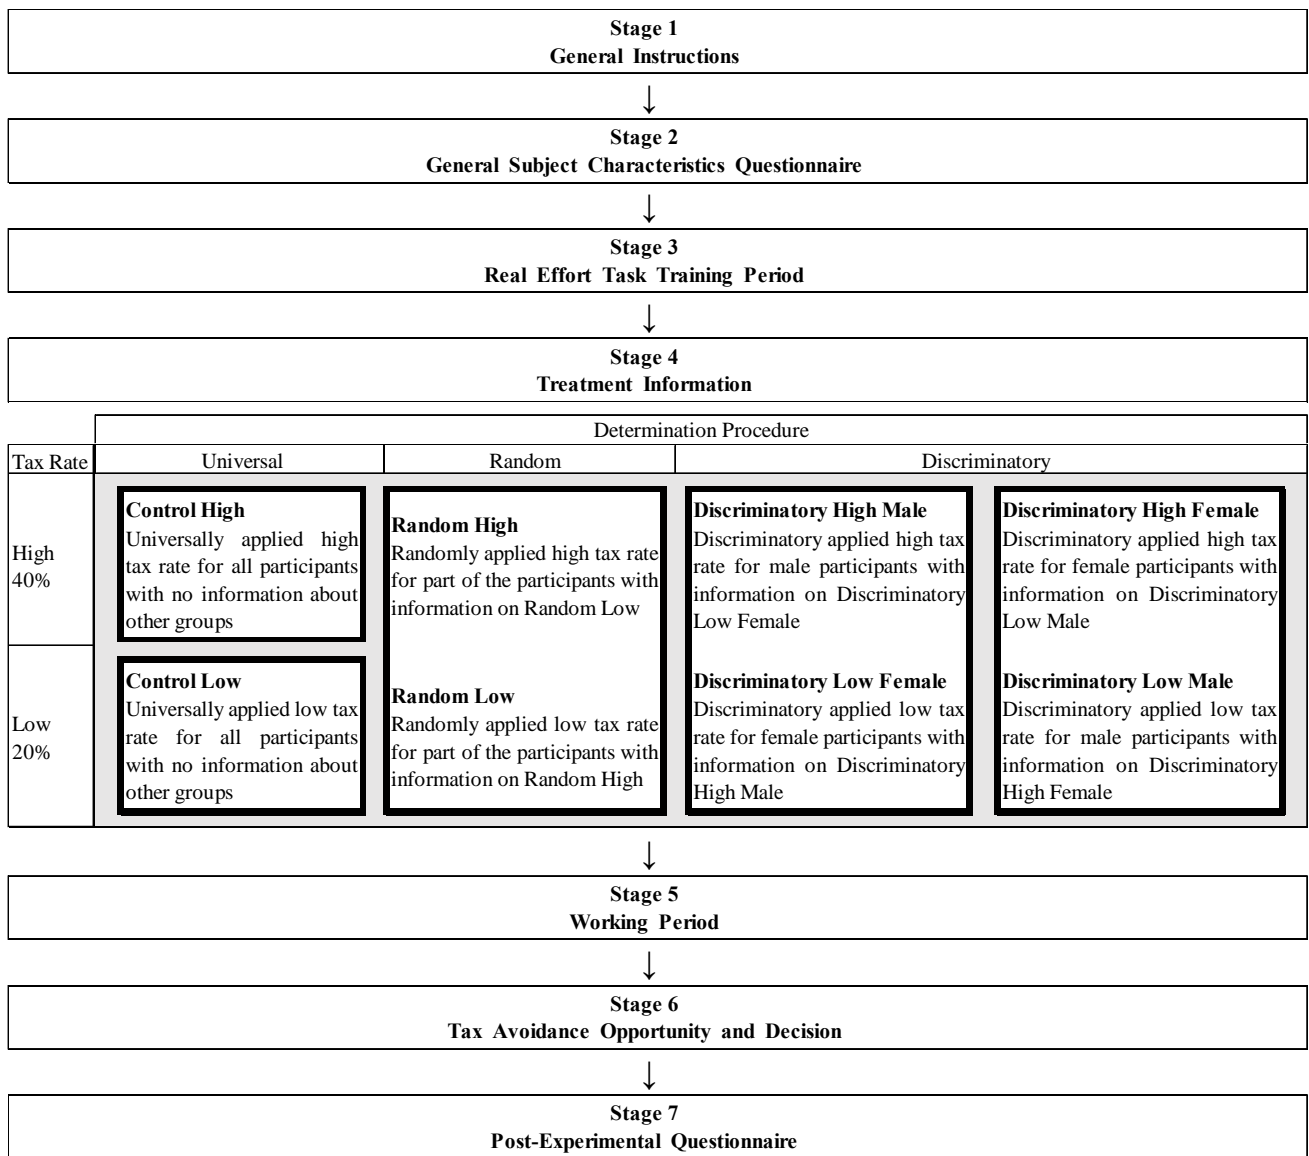 Stage 1
General Instructions
↓
Stage 2
General Subject Characteristics Questionnaire
↓
Stage 3
Real Effort Task Training Period
↓
Stage 4
Treatment Information
Determination Procedure
Tax Rate
Universal
Random
Discriminatory
High
40%
Control High
Universally applied high
tax rate for all participants
with no information about
other groups
Random High
Randomly applied high tax rate
for part of the participants with
information on Random Low
Discriminatory High Male
Discriminatory applied high tax
rate for male participants with
information on Discriminatory
Low Female
Discriminatory High Female
Discriminatory applied high tax
rate for female participants with
information on Discriminatory
Low Male
Low
20%
Control Low
Universally applied low tax
rate for all participants
with no information about
other groups
Random Low
Randomly applied low tax rate
for part of the participants with
information on Random High
Discriminatory Low Female
Discriminatory applied low tax
rate for female participants with
information on Discriminatory
High Male
Discriminatory Low Male
Discriminatory applied low tax
rate for male participants with
information on Discriminatory
High Female
↓
Stage 5
Working Period
↓
Stage 6
Tax Avoidance Opportunity and Decision
↓
Stage 7
Post-Experimental Questionnaire